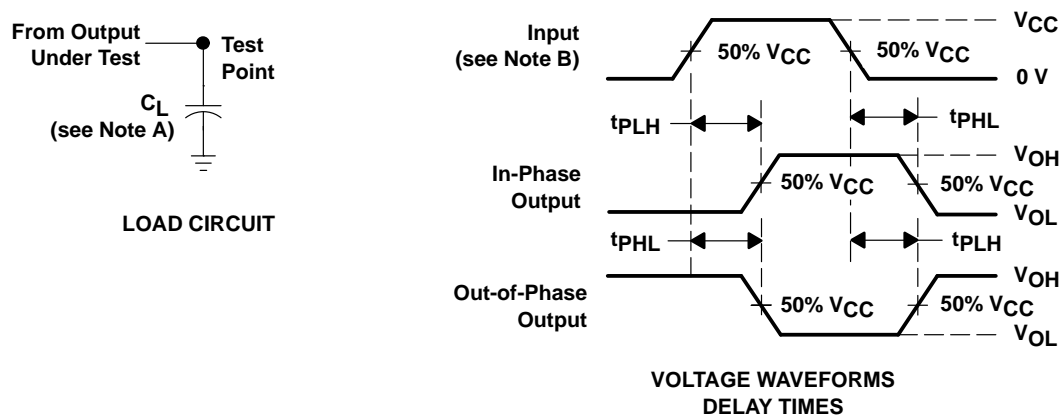 From Output
Under Test
Test
Point
CL
(see Note A)
LOAD CIRCUIT
Input
(see Note B)
50% VCC
50% VCC
VCC
0 V
tPLH
tPHL
In-Phase
Output
50% VCC
50% VCC
VOH
VOL
tPHL
tPLH
Out-of-Phase
Output
50% VCC
50% VCC
VOH
VOL
VOLTAGE WAVEFORMS
DELAY TIMES